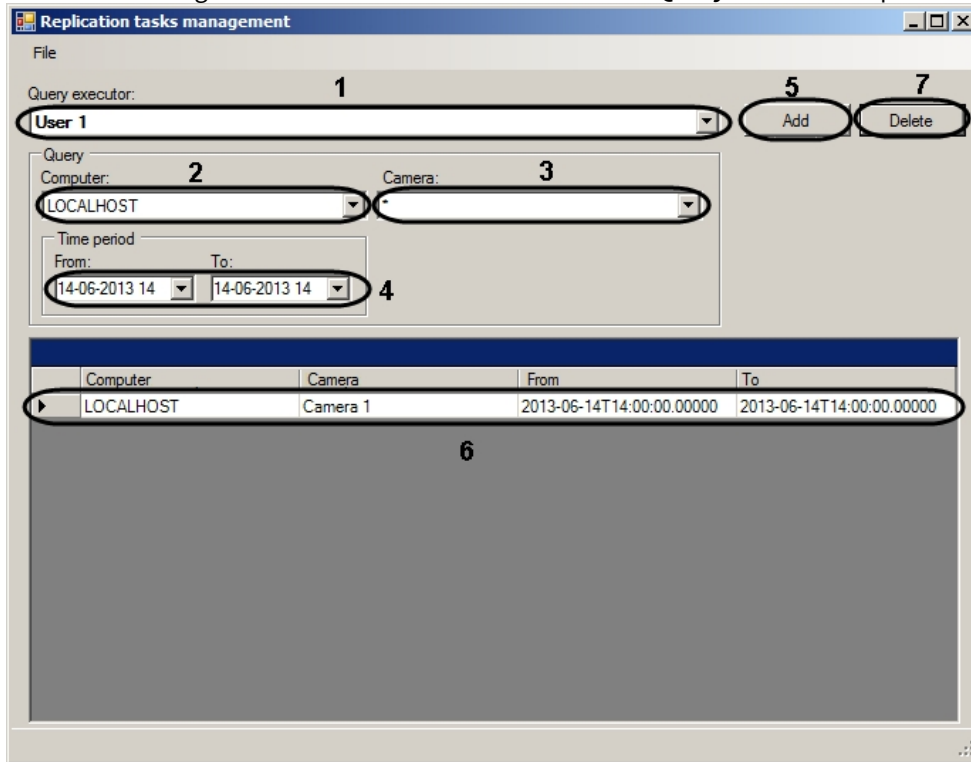 Replication tasks management
File
Query executor: 1 5 7
User 1 Add Delete
Query
Computer: 2 Camera: 3
LOCALHOST *
Time period
From: To:
14-06-2013 14 14-06-2013 14 4
Computer Camera From To
LOCALHOST Camera 1 2013-06-14T14:00:00.00000 2013-06-14T14:00:00.00000
6